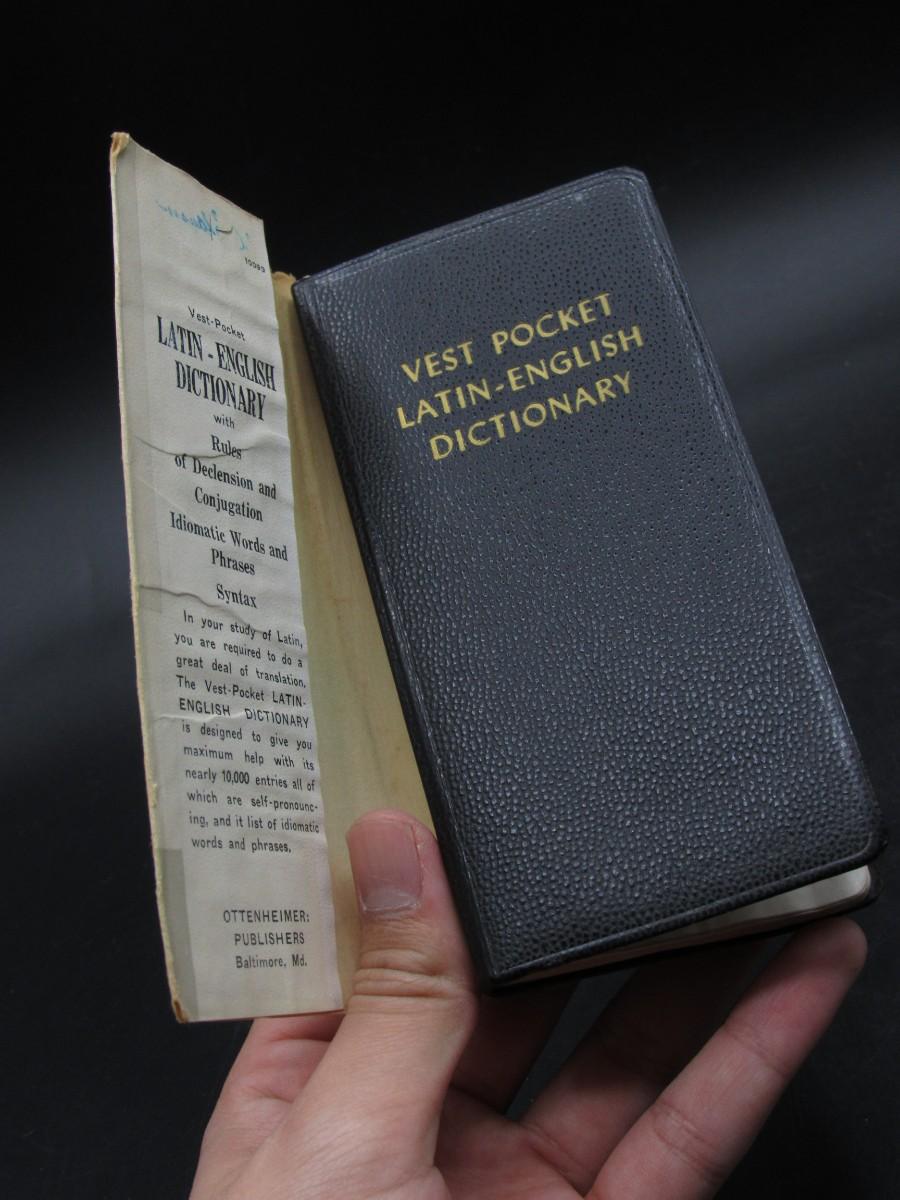 10099
Vest-Pocket
LATIN - ENGLISH
DICTIONARY
with
Rules
of Declension and
Conjugation
Idiomatic Words and
Phrases
Syntax
In your study of Latin,
you are required to do a
great deal of translation.
The Vest-Pocket LATIN-
ENGLISH DICTIONARY
is designed to give you
maximum help with its
nearly 10,000 entries all of
which are self-pronounc-
ing, and it list of idiomatic
words and phrases.
OTTENHEIMER:
PUBLISHERS
Baltimore, Md.
VEST POCKET
LATIN-ENGLISH
DICTIONARY